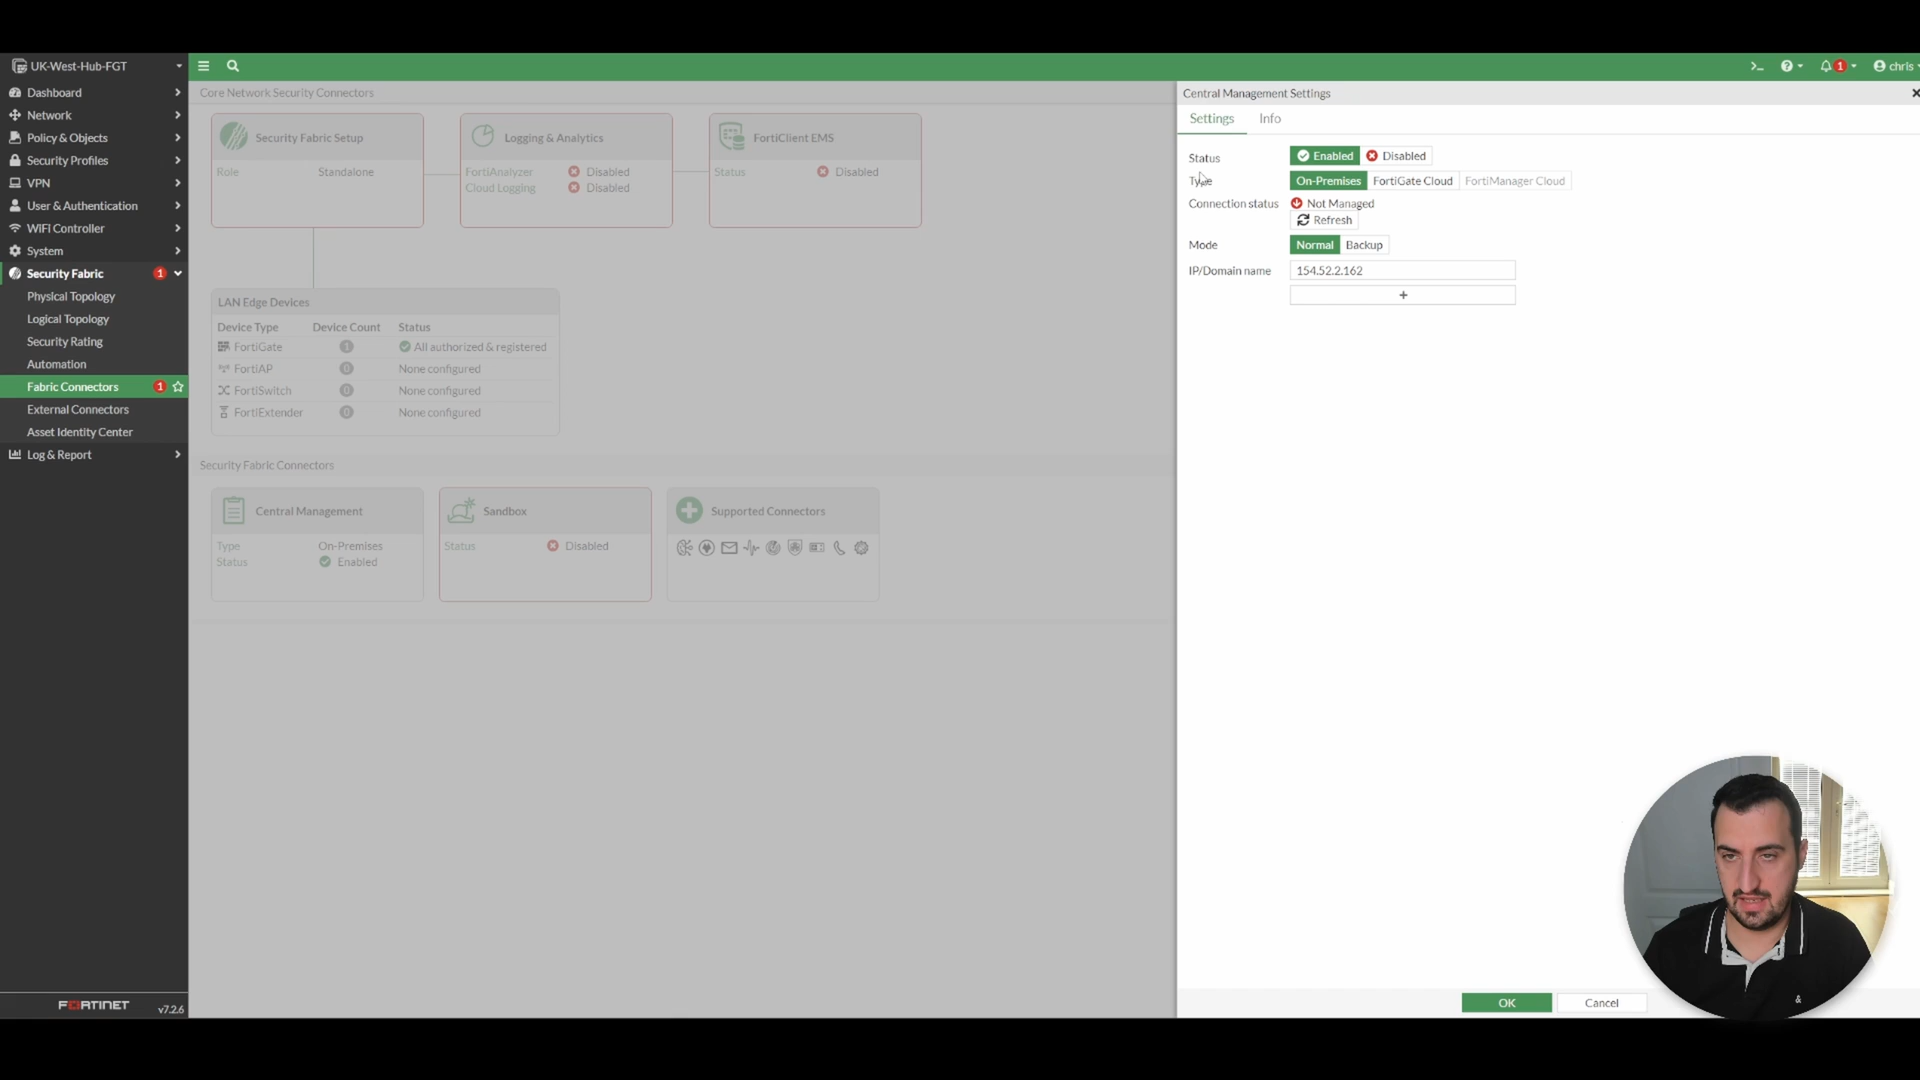 UK-West-Hub-FGT
Dashboard
Network
Policy & Objects
Security Profiles
VPN
User & Authentication
WiFi Controller
System
Security Fabric 1
Physical Topology
Logical Topology
Security Rating
Automation
Fabric Connectors 1
External Connectors
Asset Identity Center
Log & Report
FORTINET v7.2.6
1 chris
Core Network Security Connectors
Security Fabric Setup
Role Standalone
Logging & Analytics
FortiAnalyzer Disabled
Cloud Logging Disabled
FortiClient EMS
Status Disabled
LAN Edge Devices
Device Type Device Count Status
FortiGate 1 All authorized & registered
FortiAP 0 None configured
FortiSwitch 0 None configured
FortiExtender 0 None configured
Security Fabric Connectors
Central Management
Type On-Premises
Status Enabled
Sandbox
Status Disabled
Supported Connectors
Central Management Settings
Settings Info
Status Enabled Disabled
Type On-Premises FortiGate Cloud FortiManager Cloud
Connection status Not Managed
Refresh
Mode Normal Backup
IP/Domain name 154.52.2.162
+
OK Cancel